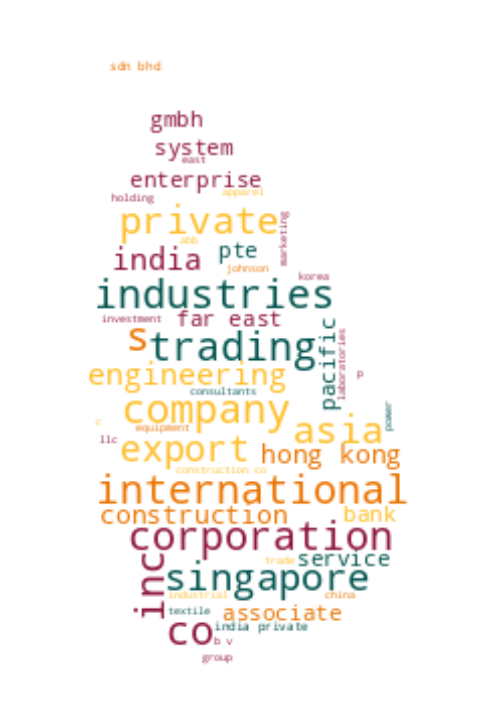 sdn bhd
gmbh
system
east
enterprise
apparel
holding
private
marketing
abb
pte
india
johnson
korea
industries
investment
far east
s
trading
pacific
laboratories
engineering
p
consultants
company
power
c
equipment
asia
llc
export
hong kong
construction co
international
construction
bank
corporation
trade
service
inc
singapore
industrial
china
textile
associate
co
india private
b v
group